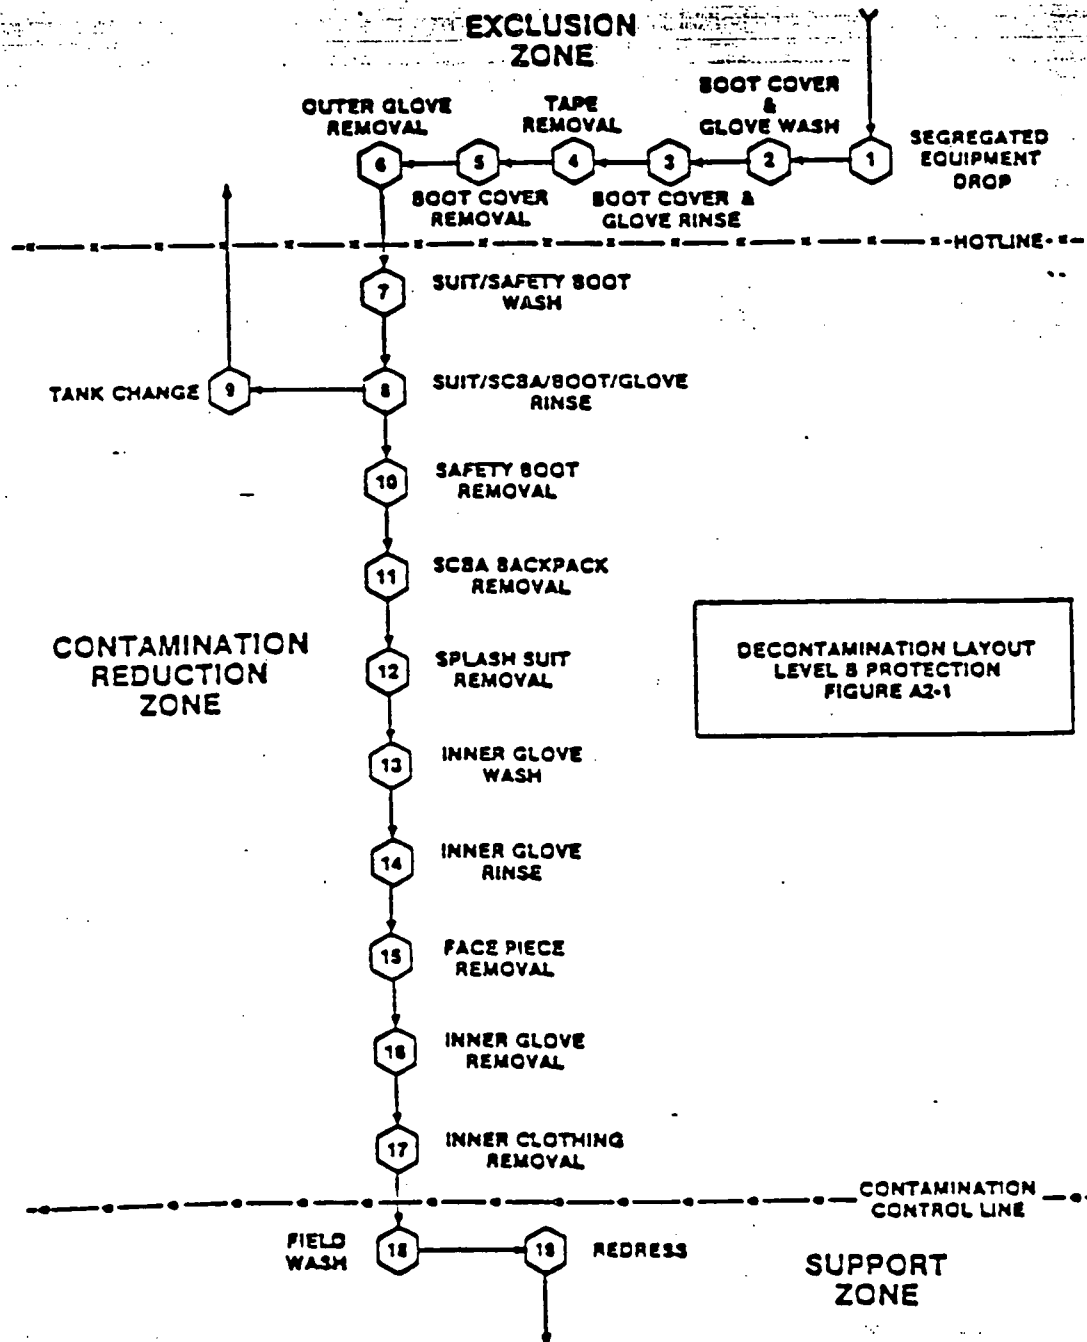 EXCLUSION
ZONE
BOOT COVER
&
GLOVE WASH
TAPE
REMOVAL
OUTER GLOVE
REMOVAL
SEGREGATED
EQUIPMENT
DROP
6
5
4
3
2
1
BOOT COVER
REMOVAL
BOOT COVER &
GLOVE RINSE
HOTLINE
7
SUIT/SAFETY BOOT
WASH
TANK CHANGE
9
8
SUIT/SCBA/BOOT/GLOVE
RINSE
10
SAFETY BOOT
REMOVAL
11
SCBA BACKPACK
REMOVAL
CONTAMINATION
REDUCTION
ZONE
12
SPLASH SUIT
REMOVAL
DECONTAMINATION LAYOUT
LEVEL B PROTECTION
FIGURE A2-1
13
INNER GLOVE
WASH
14
INNER GLOVE
RINSE
15
FACE PIECE
REMOVAL
16
INNER GLOVE
REMOVAL
17
INNER CLOTHING
REMOVAL
CONTAMINATION
CONTROL LINE
FIELD
WASH
18
19
REDRESS
SUPPORT
ZONE